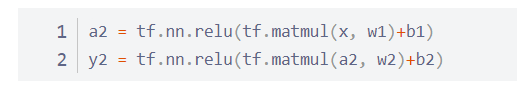 1 a2 = tf.nn.relu(tf.matmul(x, w1)+b1)
2 y2 = tf.nn.relu(tf.matmul(a2, w2)+b2)